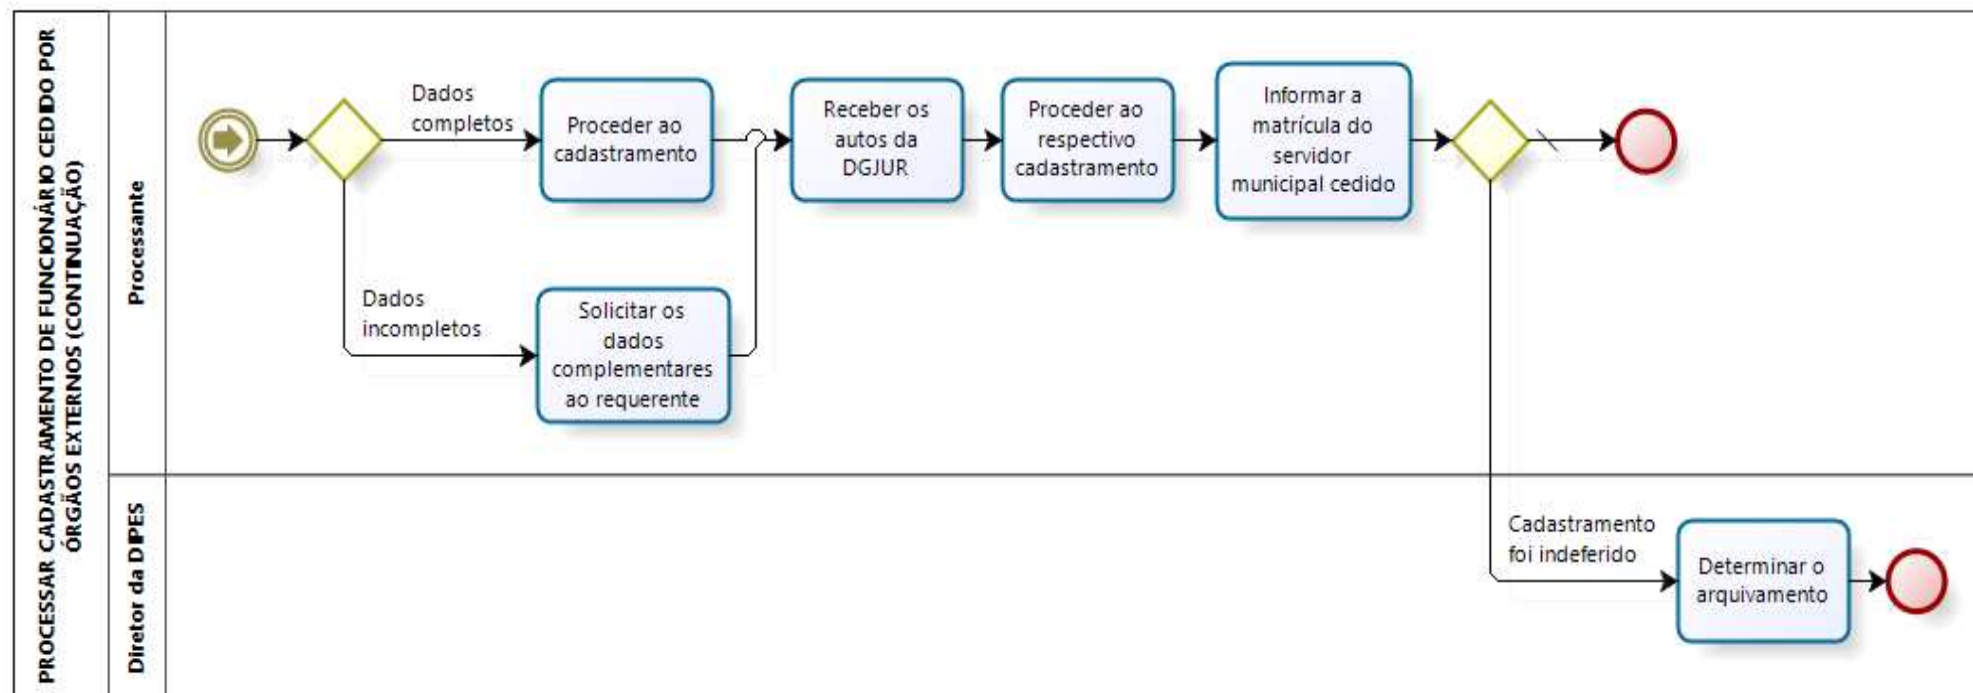 PROCESSAR CADASTRAMENTO DE FUNCIONÁRIO CEDIDO POR
ÓRGÃOS EXTERNOS (CONTINUAÇÃO)
Processante
Dados
completos
Proceder ao
cadastramento
Receber os
autos da
DGJUR
Proceder ao
respectivo
cadastramento
Informar a
matrícula do
servidor
municipal cedido
Dados
incompletos
Solicitar os
dados
complementares
ao requerente
Diretor da DIPES
Cadastramento
foi indeferido
Determinar o
arquivamento